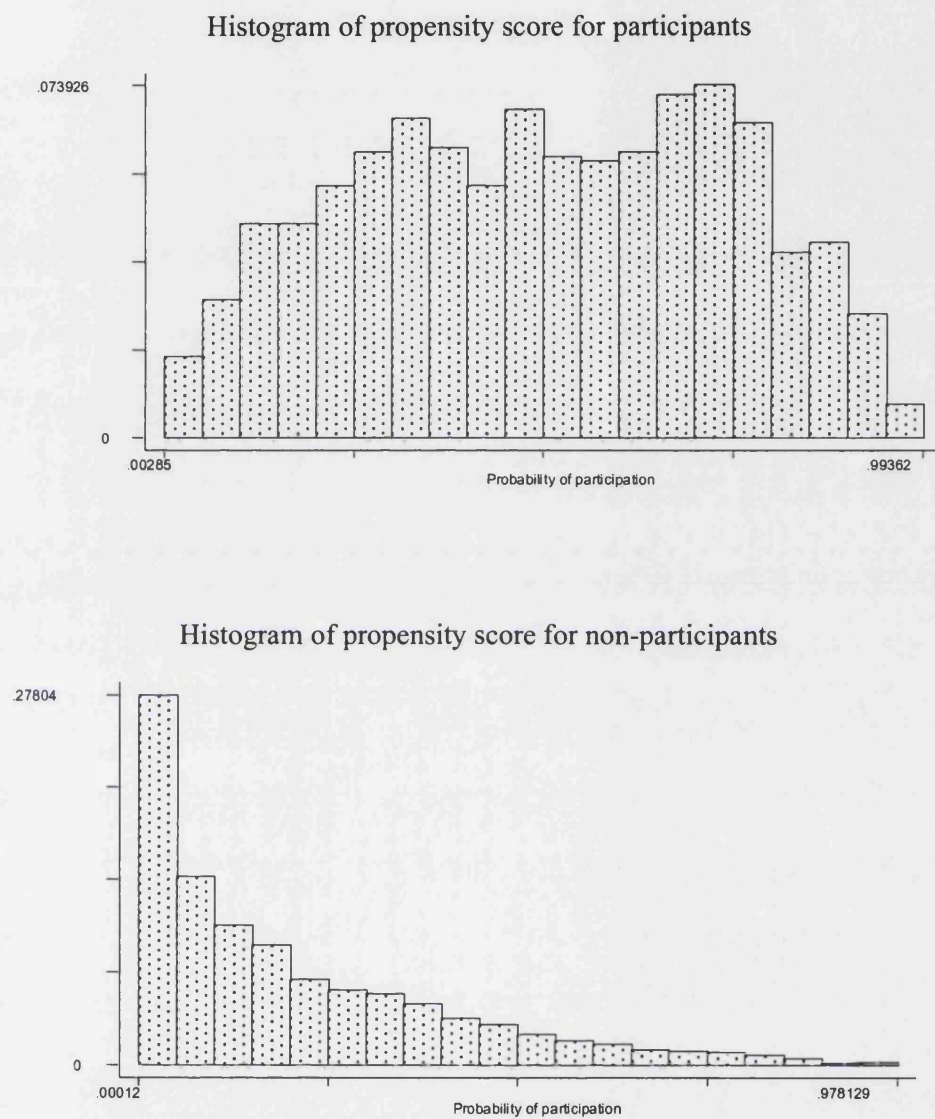 Histogram of propensity score for participants
.073926
0
.00285
.99362
Probability of participation
Histogram of propensity score for non-participants
.27804
0
.00012
.978129
Probability of participation